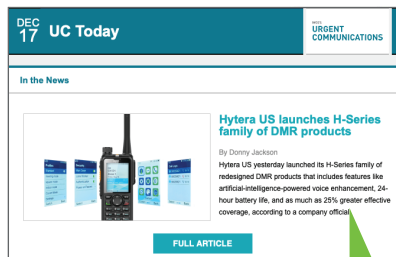 DEC
17
UC Today
IWCE'S
URGENT
COMMUNICATIONS
In the News
Hytera US launches H-Series
family of DMR products
By Donny Jackson
Hytera US yesterday launched its H-Series family of
redesigned DMR products that includes features like
artificial-intelligence-powered voice enhancement, 24-
hour battery life, and as much as 25% greater effective
coverage, according to a company official
FULL ARTICLE